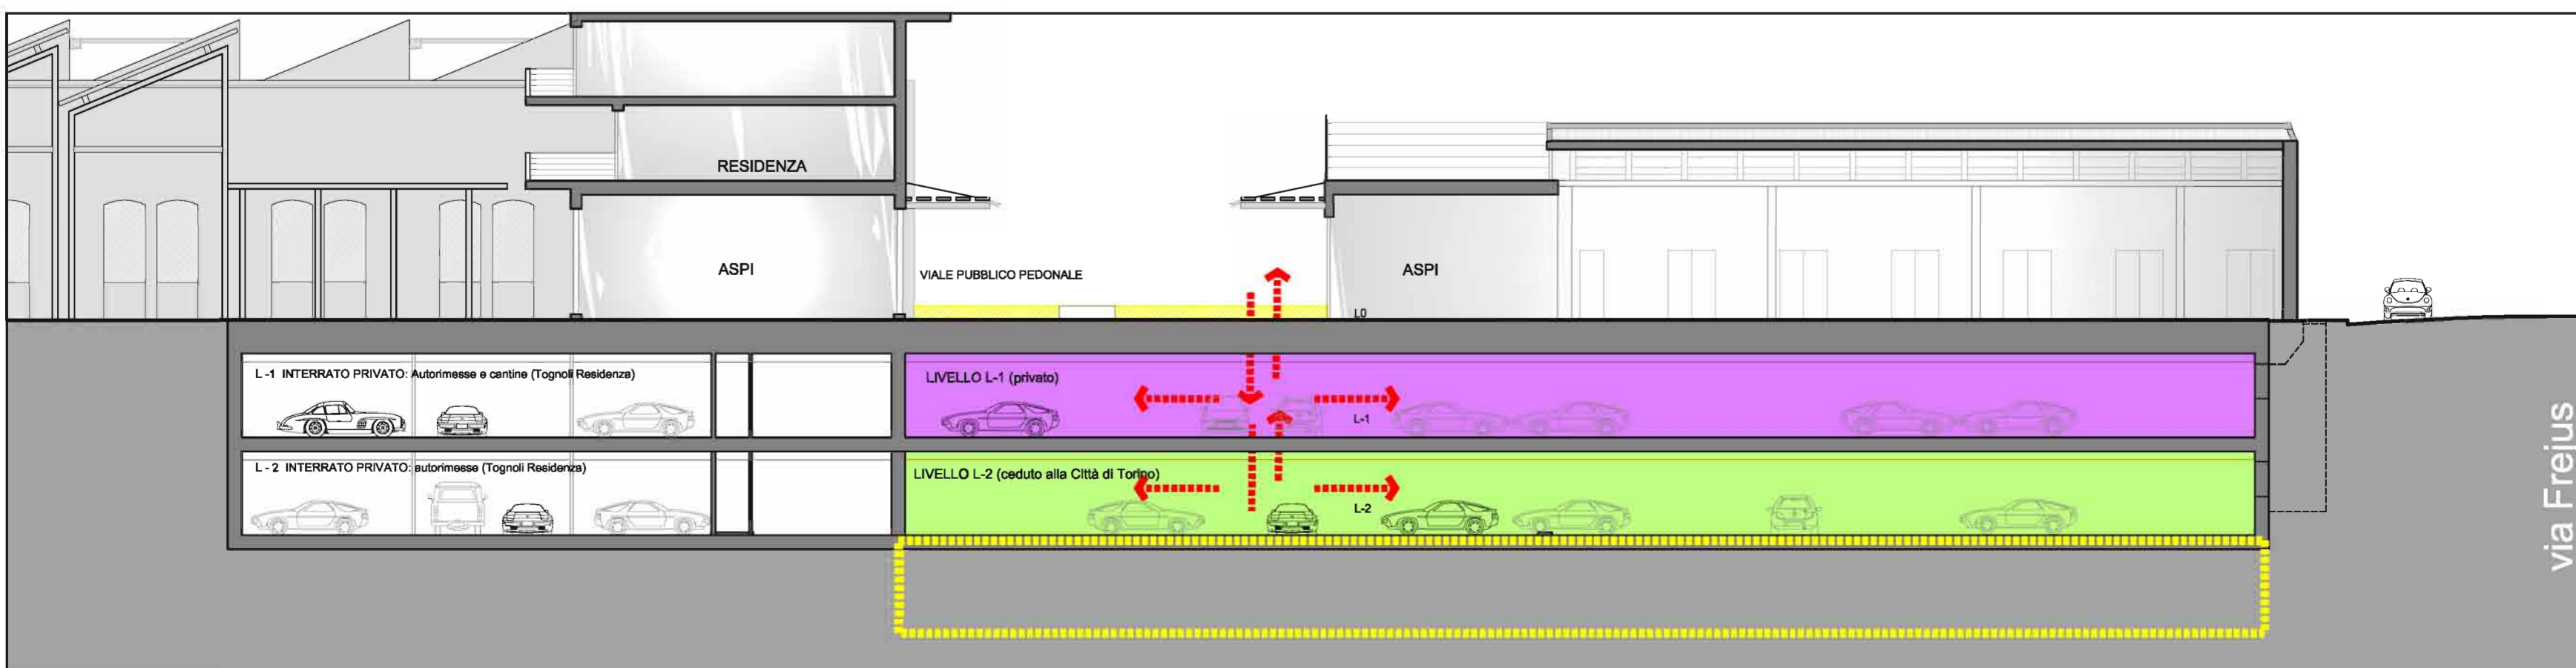 RESIDENZA
ASPI
VIALE PUBBLICO PEDONALE
ASPI
L0
L -1 INTERRATO PRIVATO: Autorimesse e cantine (Tognoli Residenza)
LIVELLO L-1 (privato)
L-1
L - 2 INTERRATO PRIVATO: autorimesse (Tognoli Residenza)
LIVELLO L-2 (ceduto alla Città di Torino)
L-2
via Frejus